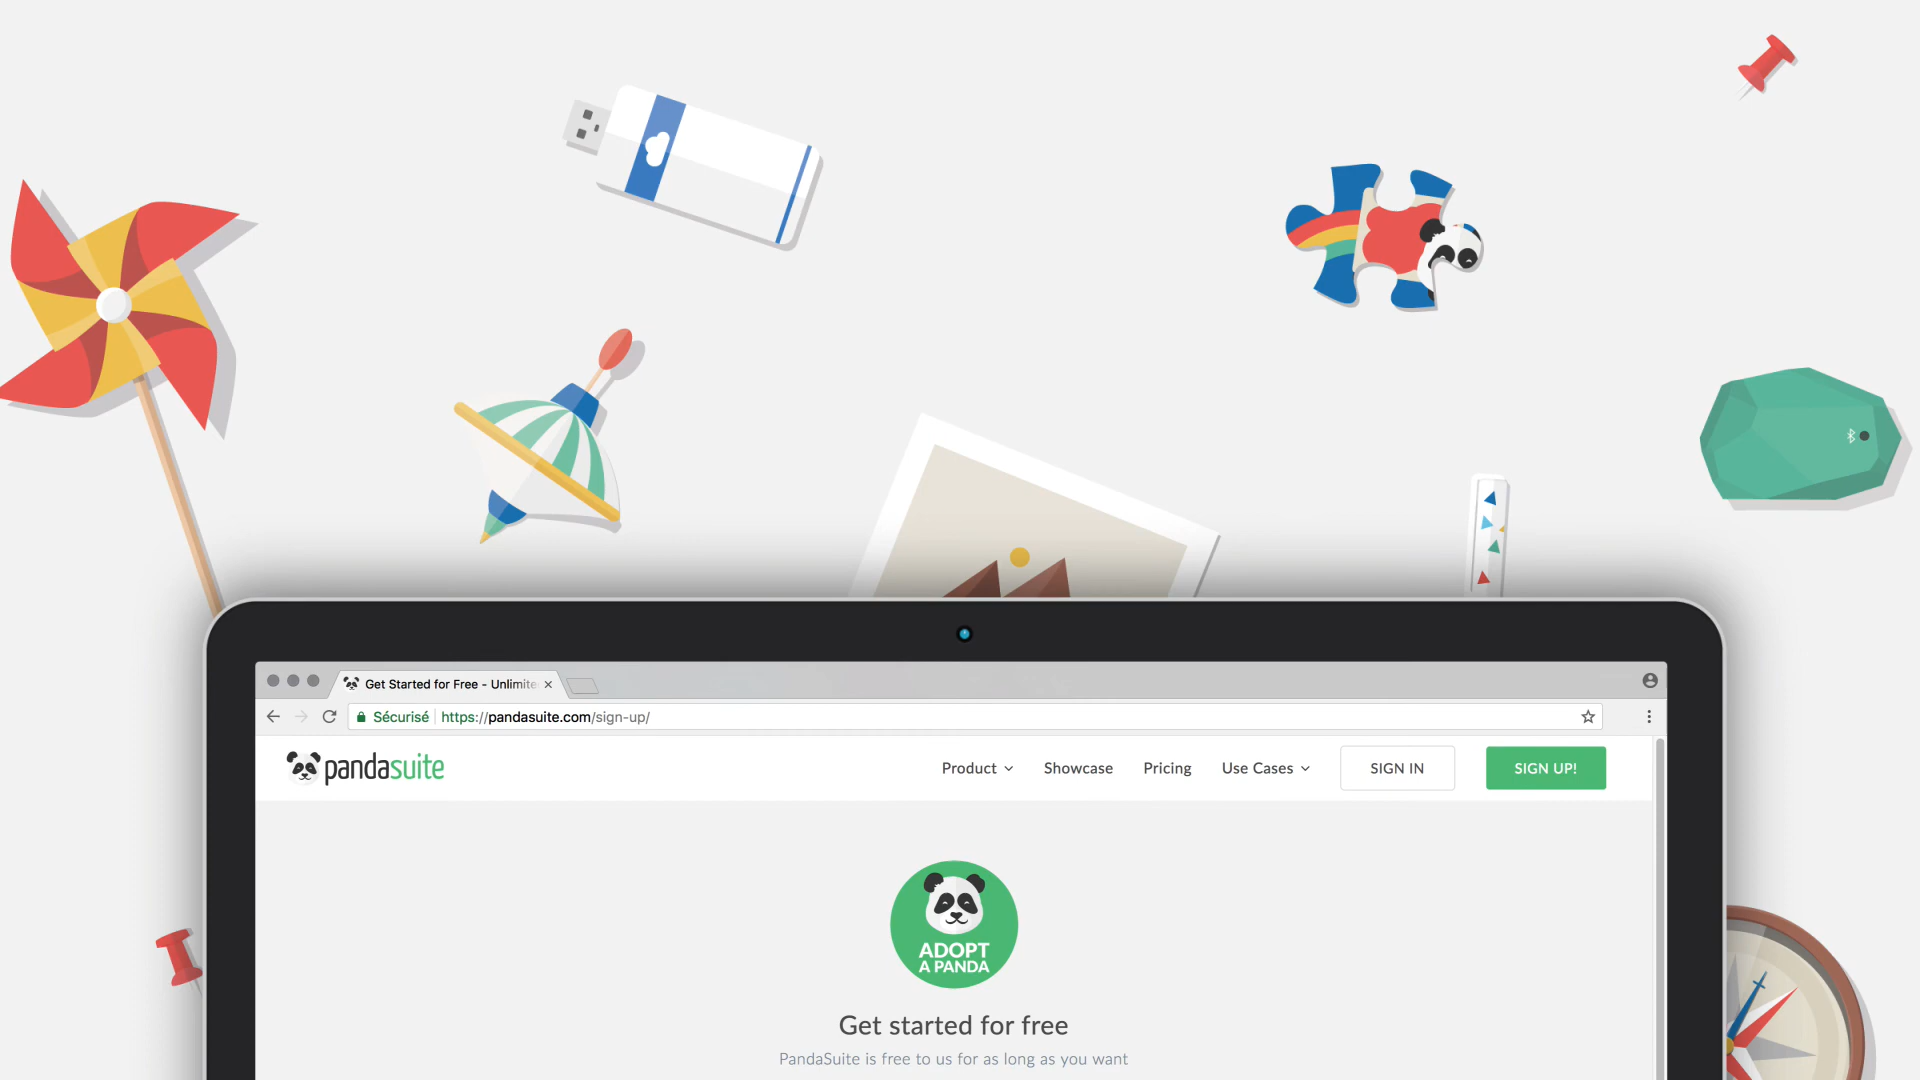 Get Started for Free - Unlimite
Sécurisé https://pandasuite.com/sign-up/
pandasuite
Product
Showcase
Pricing
Use Cases
SIGN IN
SIGN UP!
ADOPT
A PANDA
Get started for free
PandaSuite is free to us for as long as you want